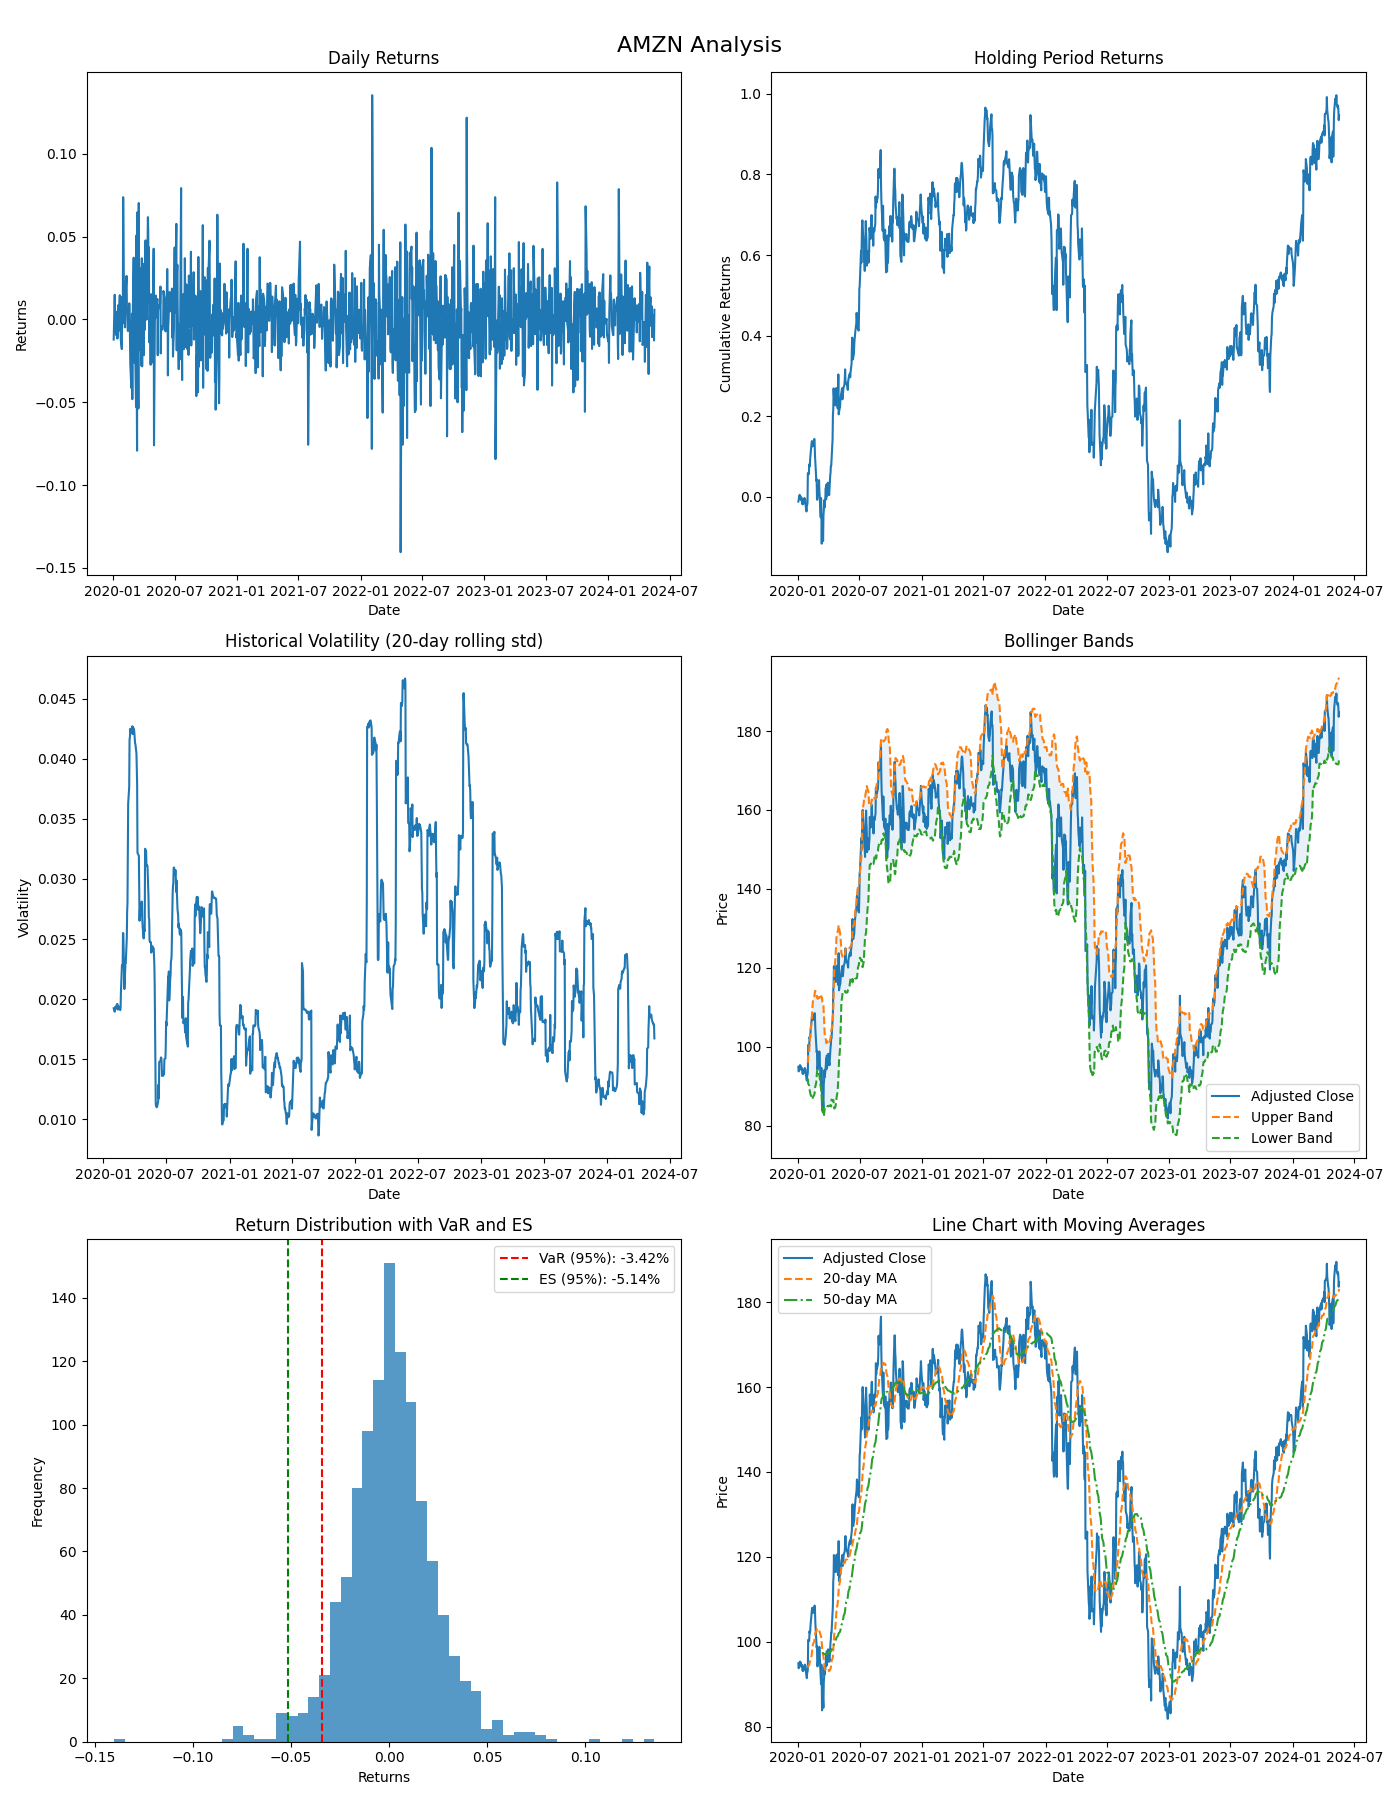 AMZN Analysis
Daily Returns
Returns
0.10
0.05
0.00
−0.05
−0.10
−0.15
2020-01 2020-07 2021-01 2021-07 2022-01 2022-07 2023-01 2023-07 2024-01 2024-07
Date
Holding Period Returns
Cumulative Returns
1.0
0.8
0.6
0.4
0.2
0.0
2020-01 2020-07 2021-01 2021-07 2022-01 2022-07 2023-01 2023-07 2024-01 2024-07
Date
Historical Volatility (20-day rolling std)
Volatility
0.045
0.040
0.035
0.030
0.025
0.020
0.015
0.010
2020-01 2020-07 2021-01 2021-07 2022-01 2022-07 2023-01 2023-07 2024-01 2024-07
Date
Bollinger Bands
Price
180
160
140
120
100
80
Adjusted Close
Upper Band
Lower Band
2020-01 2020-07 2021-01 2021-07 2022-01 2022-07 2023-01 2023-07 2024-01 2024-07
Date
Return Distribution with VaR and ES
VaR (95%): -3.42%
ES (95%): -5.14%
Frequency
140
120
100
80
60
40
20
0
−0.15 −0.10 −0.05 0.00 0.05 0.10
Returns
Line Chart with Moving Averages
Adjusted Close
20-day MA
50-day MA
Price
180
160
140
120
100
80
2020-01 2020-07 2021-01 2021-07 2022-01 2022-07 2023-01 2023-07 2024-01 2024-07
Date